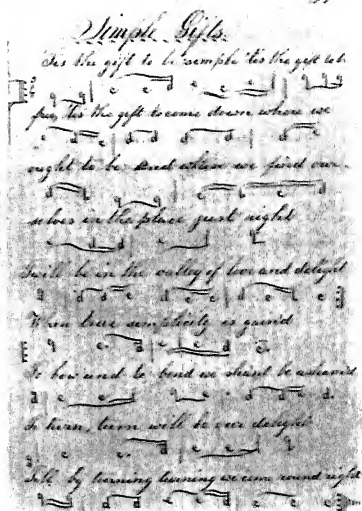 Simple Gifts.
Tis the gift to be simple tis the gift to be
free, tis the gift to come down where we
ought to be And when we find our-
selves in the place just right
Twill be in the valley of love and delight
When true simplicity is gain'd
To bow and to bend we shant be asham'd
To turn, turn will be our delight
Till by turning turning we come round right